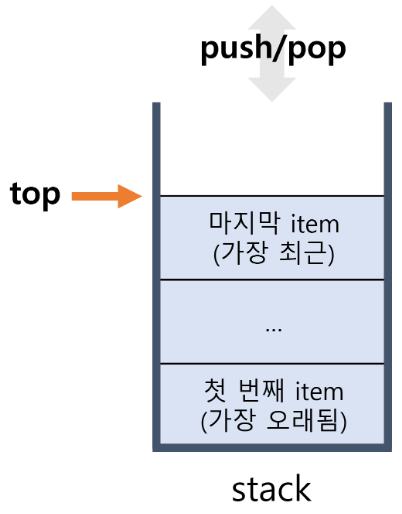 push/pop
top
마지막 item
(가장 최근)
...
첫 번째 item
(가장 오래됨)
stack